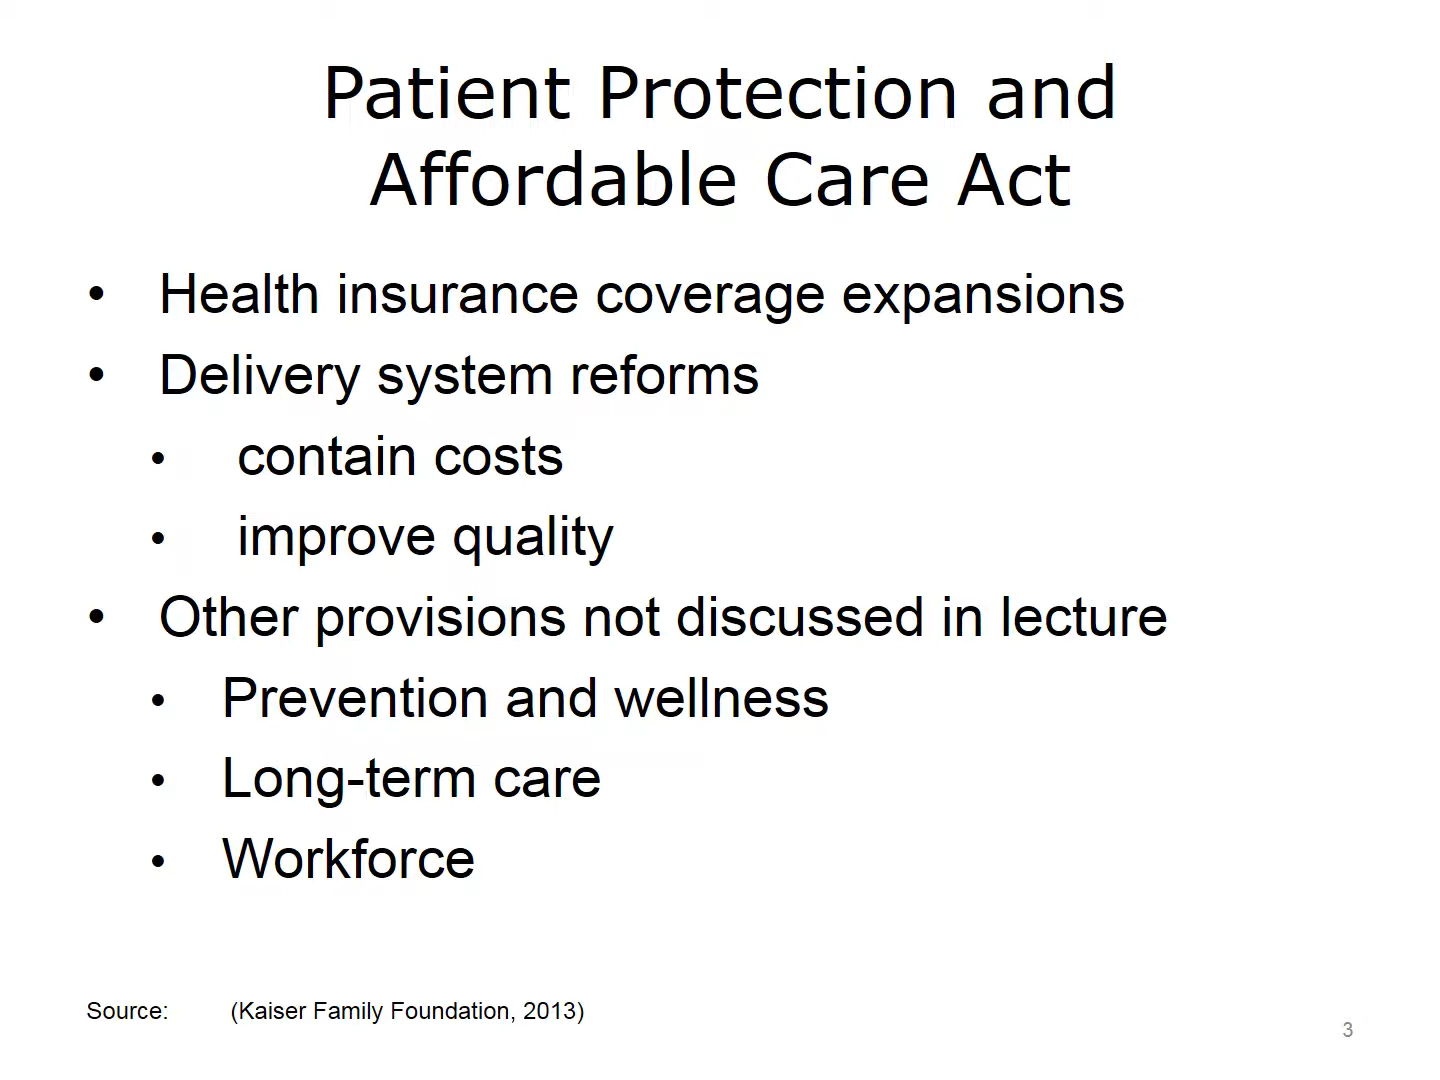 Patient Protection and
Affordable Care Act
• Health insurance coverage expansions
• Delivery system reforms
• contain costs
• improve quality
• Other provisions not discussed in lecture
• Prevention and wellness
• Long-term care
• Workforce
Source: (Kaiser Family Foundation, 2013)
3